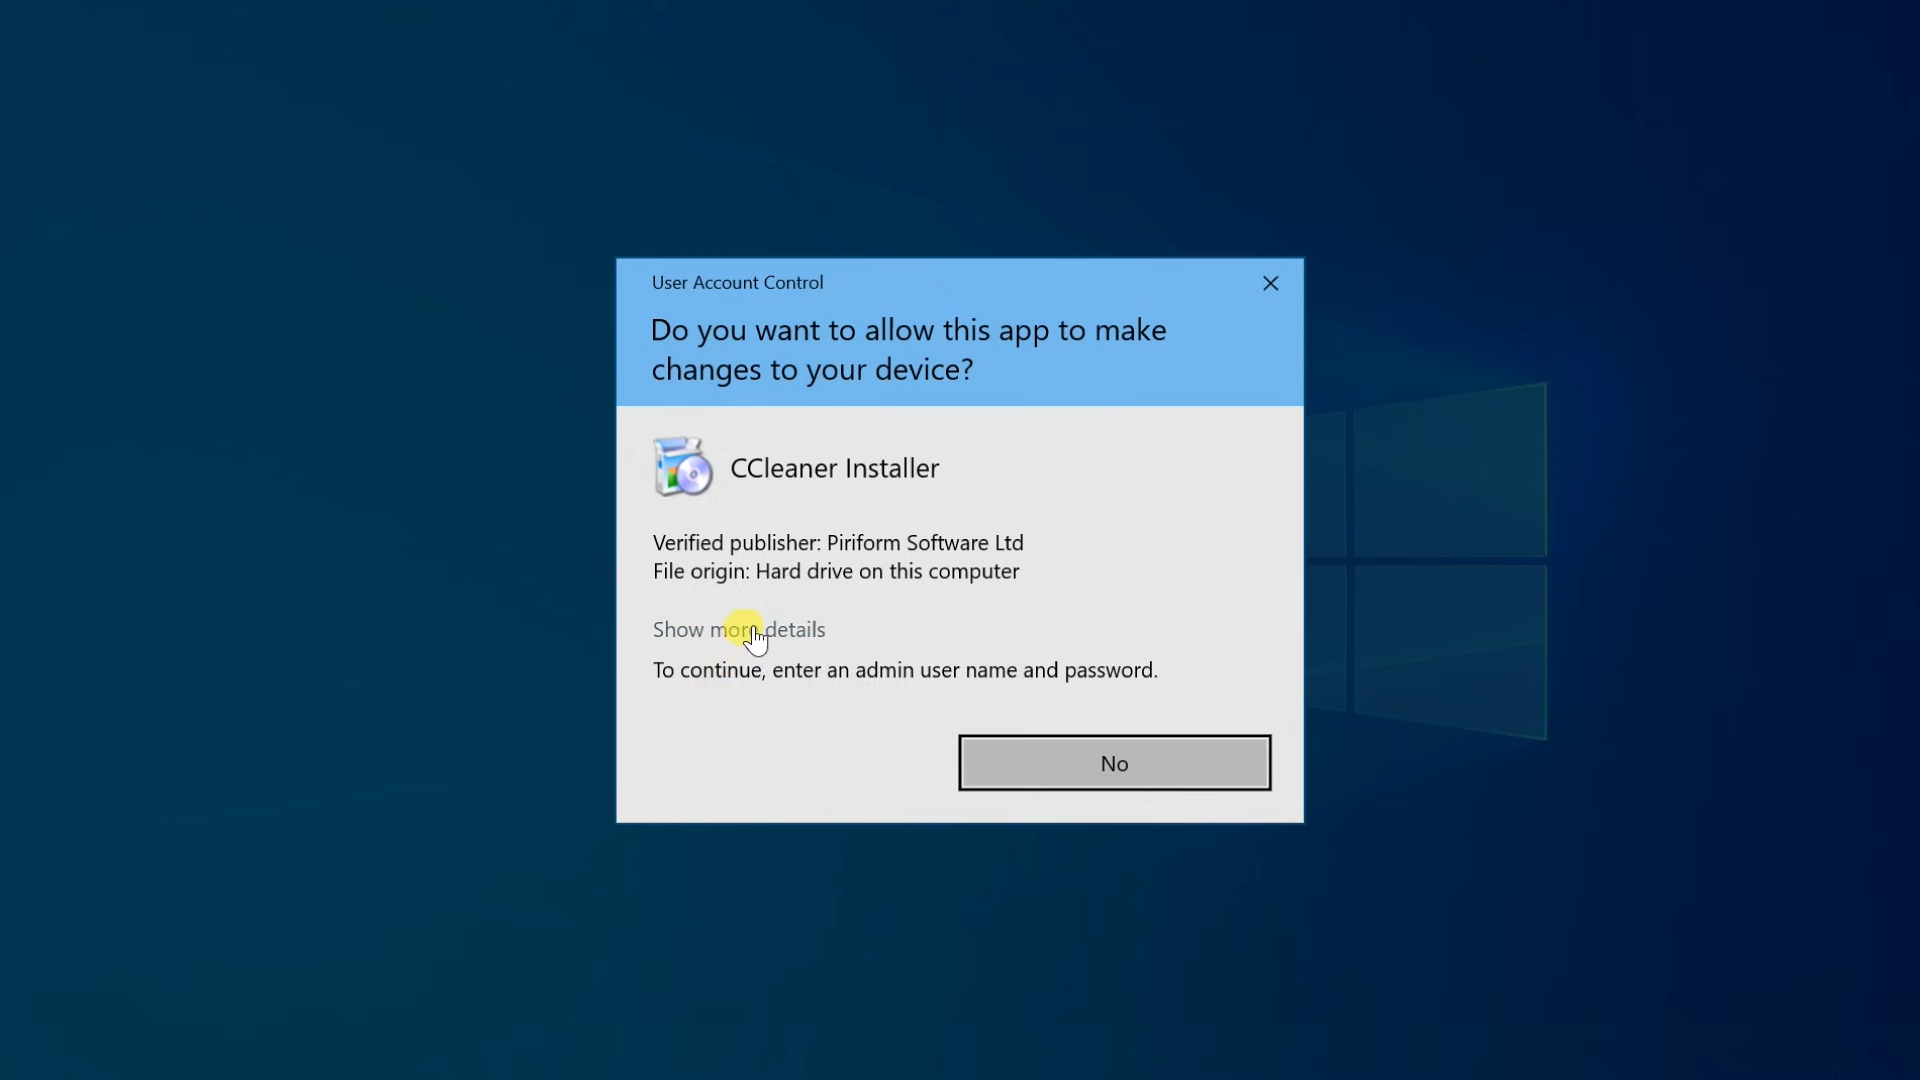 User Account Control
Do you want to allow this app to make
changes to your device?
CCleaner Installer
Verified publisher: Piriform Software Ltd
File origin: Hard drive on this computer
Show more details
To continue, enter an admin user name and password.
No